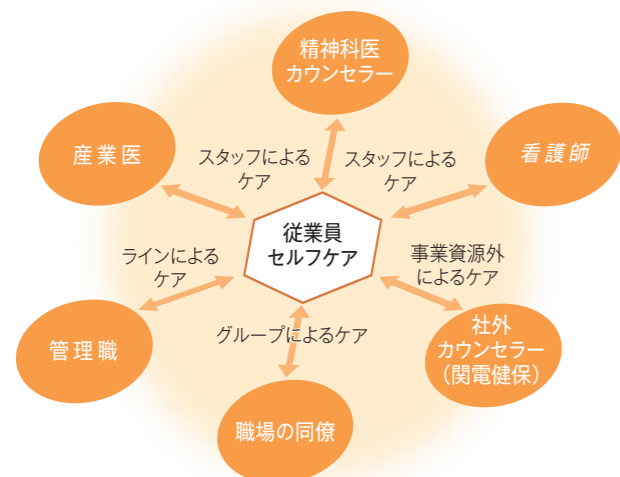 精神科医
カウンセラー
産業医
看護師
スタッフによる
ケア
スタッフによる
ケア
従業員
セルフケア
ラインによる
ケア
事業資源外
によるケア
管理職
グループによるケア
社外
カウンセラー
（関電健保）
職場の同僚